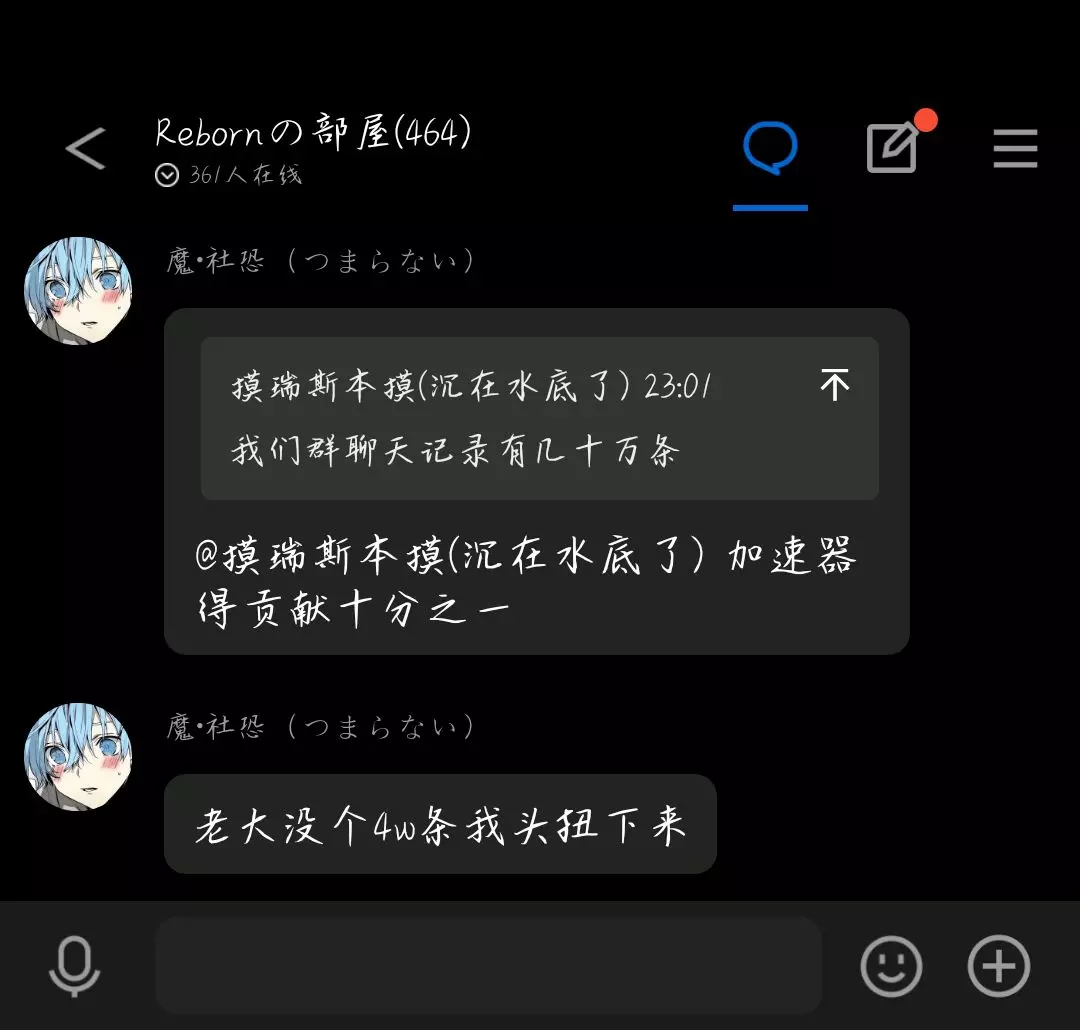 Rebornの部屋(464)
361人在线
魔•社恐（つまらない）
摸瑞斯本摸(沉在水底了) 23:01
我们群聊天记录有几十万条
@摸瑞斯本摸(沉在水底了) 加速器
得贡献十分之一
魔•社恐（つまらない）
老大没个4w条我头扭下来